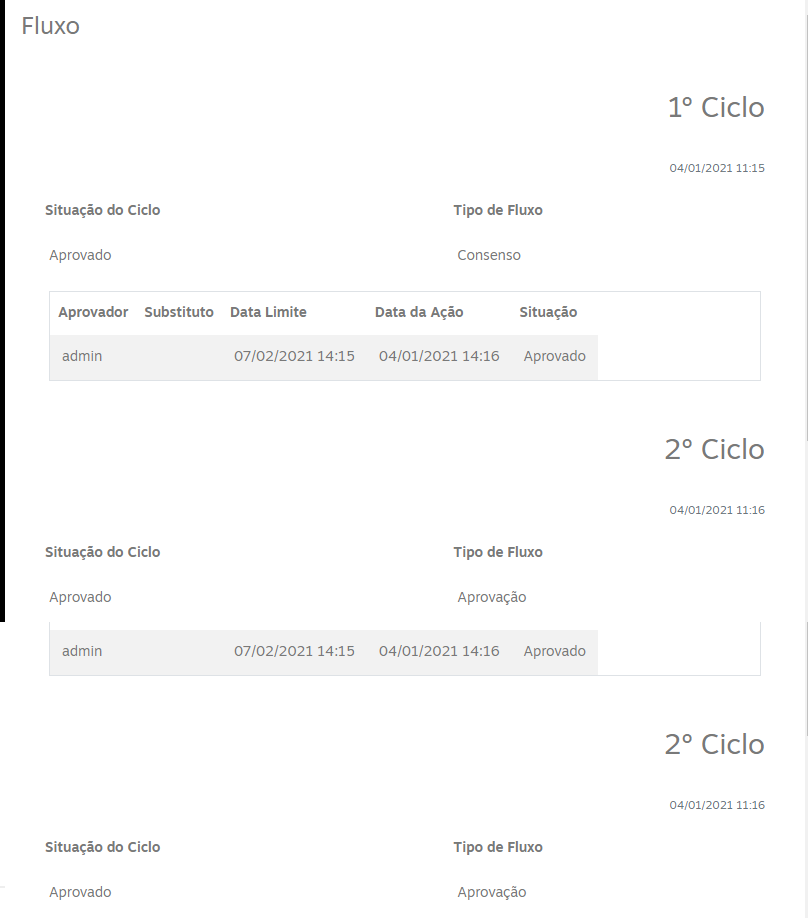 Fluxo
1º Ciclo
04/01/2021 11:15
Situação do Ciclo Tipo de Fluxo
Aprovado Consenso
Aprovador Substituto Data Limite Data da Ação Situação
admin 07/02/2021 14:15 04/01/2021 14:16 Aprovado
2º Ciclo
04/01/2021 11:16
Situação do Ciclo Tipo de Fluxo
Aprovado Aprovação
admin 07/02/2021 14:15 04/01/2021 14:16 Aprovado
2º Ciclo
04/01/2021 11:16
Situação do Ciclo Tipo de Fluxo
Aprovado Aprovação